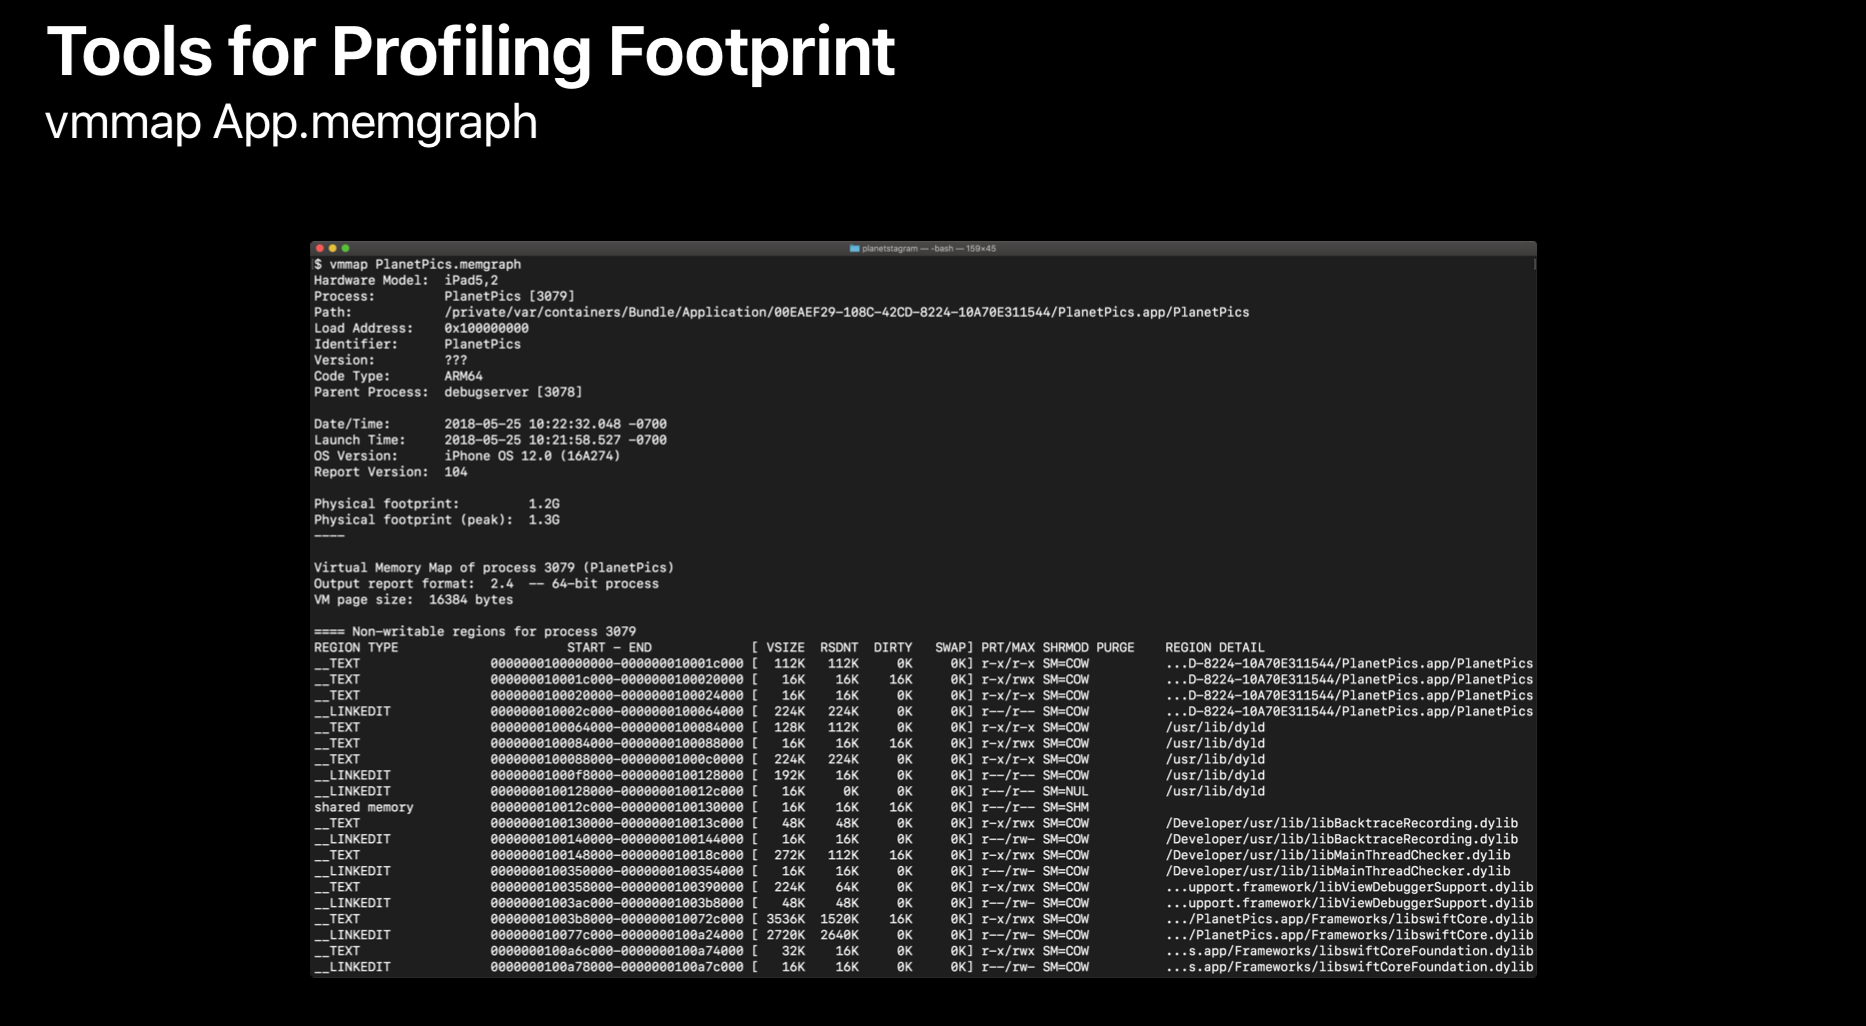 Tools for Profiling Footprint
vmmap App.memgraph
planetstagram — -bash — 159×45
$ vmmap PlanetPics.memgraph
Hardware Model:  iPad5,2
Process:         PlanetPics [3079]
Path:            /private/var/containers/Bundle/Application/00EAEF29-108C-42CD-8224-10A70E311544/PlanetPics.app/PlanetPics
Load Address:    0x100000000
Identifier:      PlanetPics
Version:         ???
Code Type:       ARM64
Parent Process:  debugserver [3078]
Date/Time:       2018-05-25 10:22:32.048 -0700
Launch Time:     2018-05-25 10:21:58.527 -0700
OS Version:      iPhone OS 12.0 (16A274)
Report Version:  104
Physical footprint:         1.2G
Physical footprint (peak):  1.3G
----
Virtual Memory Map of process 3079 (PlanetPics)
Output report format:  2.4  -- 64-bit process
VM page size:  16384 bytes
==== Non-writable regions for process 3079
REGION TYPE                      START - END             [ VSIZE  RSDNT  DIRTY   SWAP] PRT/MAX SHRMOD PURGE    REGION DETAIL
__TEXT                 0000000100000000-000000010001c000 [  112K   112K     0K     0K] r-x/r-x SM=COW          ...D-8224-10A70E311544/PlanetPics.app/PlanetPics
__TEXT                 000000010001c000-0000000100020000 [   16K    16K    16K     0K] r-x/rwx SM=COW          ...D-8224-10A70E311544/PlanetPics.app/PlanetPics
__TEXT                 0000000100020000-0000000100024000 [   16K    16K     0K     0K] r-x/r-x SM=COW          ...D-8224-10A70E311544/PlanetPics.app/PlanetPics
__LINKEDIT             000000010002c000-0000000100064000 [  224K   224K     0K     0K] r--/r-- SM=COW          ...D-8224-10A70E311544/PlanetPics.app/PlanetPics
__TEXT                 0000000100064000-0000000100084000 [  128K   112K     0K     0K] r-x/r-x SM=COW          /usr/lib/dyld
__TEXT                 0000000100084000-0000000100088000 [   16K    16K    16K     0K] r-x/rwx SM=COW          /usr/lib/dyld
__TEXT                 0000000100088000-00000001000c0000 [  224K   224K     0K     0K] r-x/r-x SM=COW          /usr/lib/dyld
__LINKEDIT             00000001000f8000-0000000100128000 [  192K    16K     0K     0K] r--/r-- SM=COW          /usr/lib/dyld
__LINKEDIT             0000000100128000-000000010012c000 [   16K     0K     0K     0K] r--/r-- SM=NUL          /usr/lib/dyld
shared memory          000000010012c000-0000000100130000 [   16K    16K    16K     0K] r--/r-- SM=SHM
__TEXT                 0000000100130000-000000010013c000 [   48K    48K     0K     0K] r-x/rwx SM=COW          /Developer/usr/lib/libBacktraceRecording.dylib
__LINKEDIT             0000000100140000-0000000100144000 [   16K    16K     0K     0K] r--/rw- SM=COW          /Developer/usr/lib/libBacktraceRecording.dylib
__TEXT                 0000000100148000-000000010018c000 [  272K   112K    16K     0K] r-x/rwx SM=COW          /Developer/usr/lib/libMainThreadChecker.dylib
__LINKEDIT             0000000100350000-0000000100354000 [   16K    16K     0K     0K] r--/rw- SM=COW          /Developer/usr/lib/libMainThreadChecker.dylib
__TEXT                 0000000100358000-0000000100390000 [  224K    64K     0K     0K] r-x/rwx SM=COW          ...upport.framework/libViewDebuggerSupport.dylib
__LINKEDIT             00000001003ac000-00000001003b8000 [   48K    48K     0K     0K] r--/rw- SM=COW          ...upport.framework/libViewDebuggerSupport.dylib
__TEXT                 00000001003b8000-000000010072c000 [ 3536K  1520K    16K     0K] r-x/rwx SM=COW          .../PlanetPics.app/Frameworks/libswiftCore.dylib
__LINKEDIT             000000010077c000-0000000100a24000 [ 2720K  2640K     0K     0K] r--/rw- SM=COW          .../PlanetPics.app/Frameworks/libswiftCore.dylib
__TEXT                 0000000100a6c000-0000000100a74000 [   32K    16K     0K     0K] r-x/rwx SM=COW          ...s.app/Frameworks/libswiftCoreFoundation.dylib
__LINKEDIT             0000000100a78000-0000000100a7c000 [   16K    16K     0K     0K] r--/rw- SM=COW          ...s.app/Frameworks/libswiftCoreFoundation.dylib